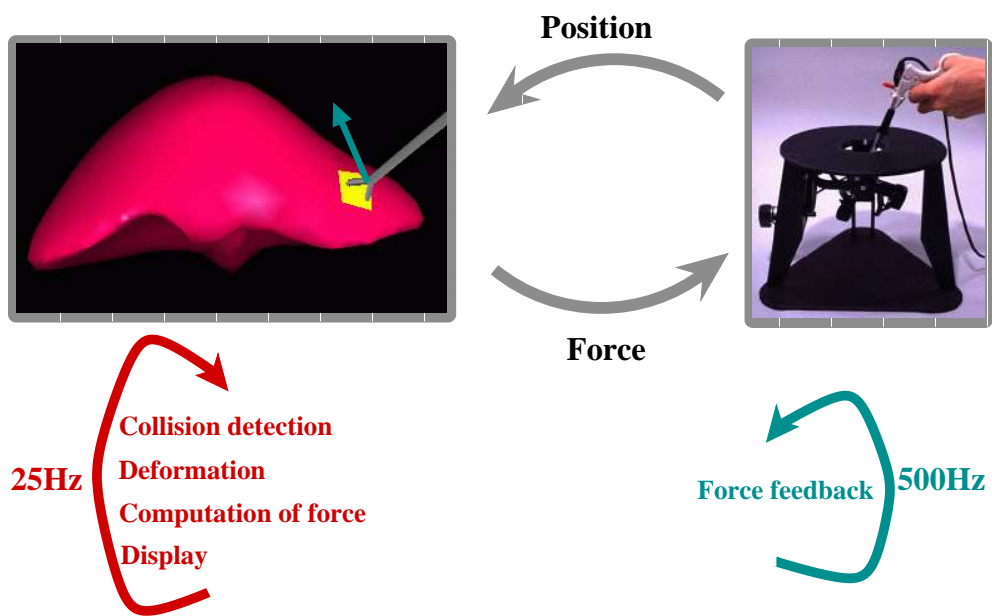 Position
Force
25Hz
Collision detection
Deformation
Computation of force
Display
Force feedback
500Hz